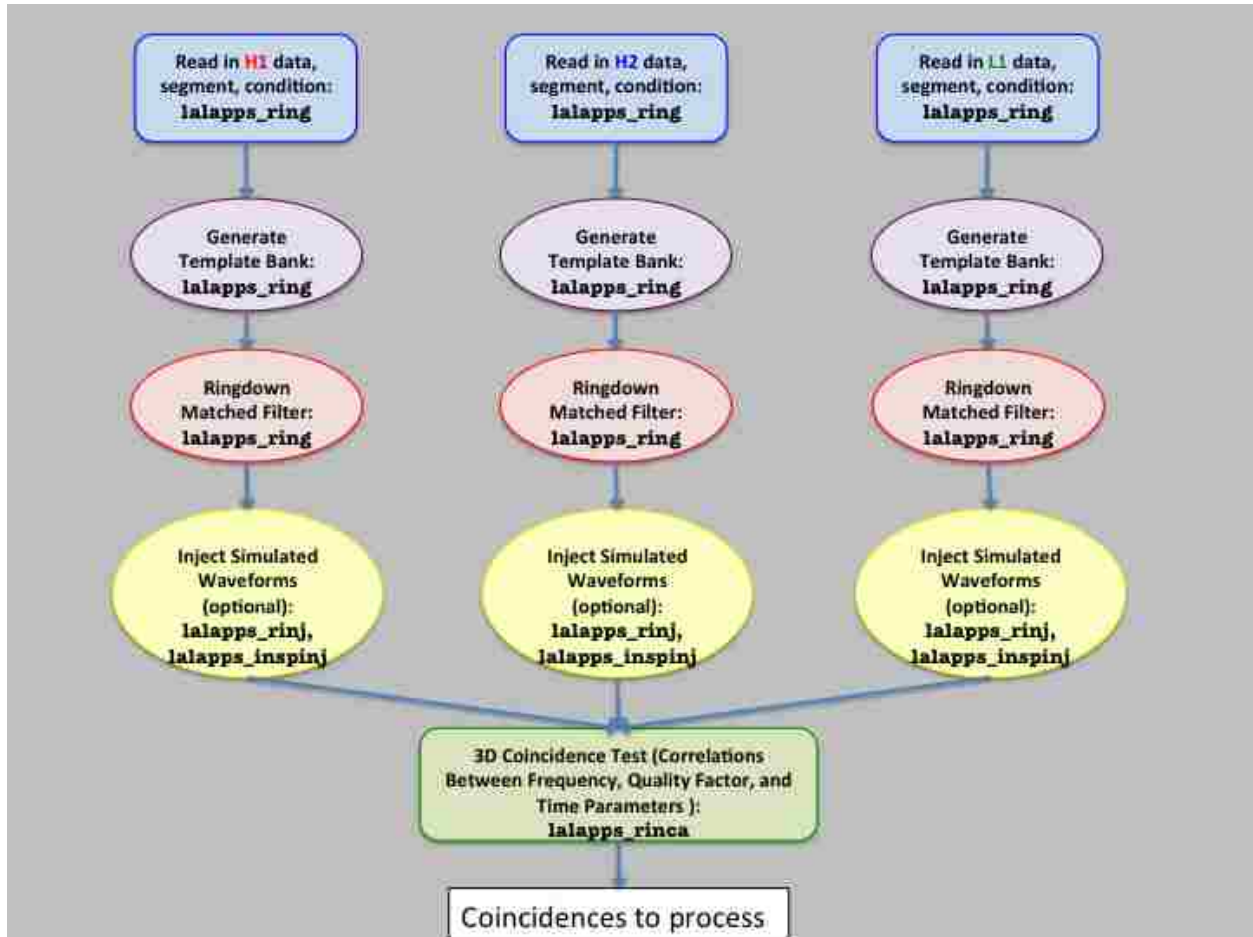 Read in H1 data,
segment, condition:
lalapps_ring
Read in H2 data,
segment, condition:
lalapps_ring
Read in L1 data,
segment, condition:
lalapps_ring
Generate
Template Bank:
lalapps_ring
Generate
Template Bank:
lalapps_ring
Generate
Template Bank:
lalapps_ring
Ringdown
Matched Filter:
lalapps_ring
Ringdown
Matched Filter:
lalapps_ring
Ringdown
Matched Filter:
lalapps_ring
Inject Simulated
Waveforms
(optional):
lalapps_rinj,
lalapps_inspinj
Inject Simulated
Waveforms
(optional):
lalapps_rinj,
lalapps_inspinj
Inject Simulated
Waveforms
(optional):
lalapps_rinj,
lalapps_inspinj
3D Coincidence Test (Correlations
Between Frequency, Quality Factor, and
Time Parameters ):
lalapps_rinca
Coincidences to process